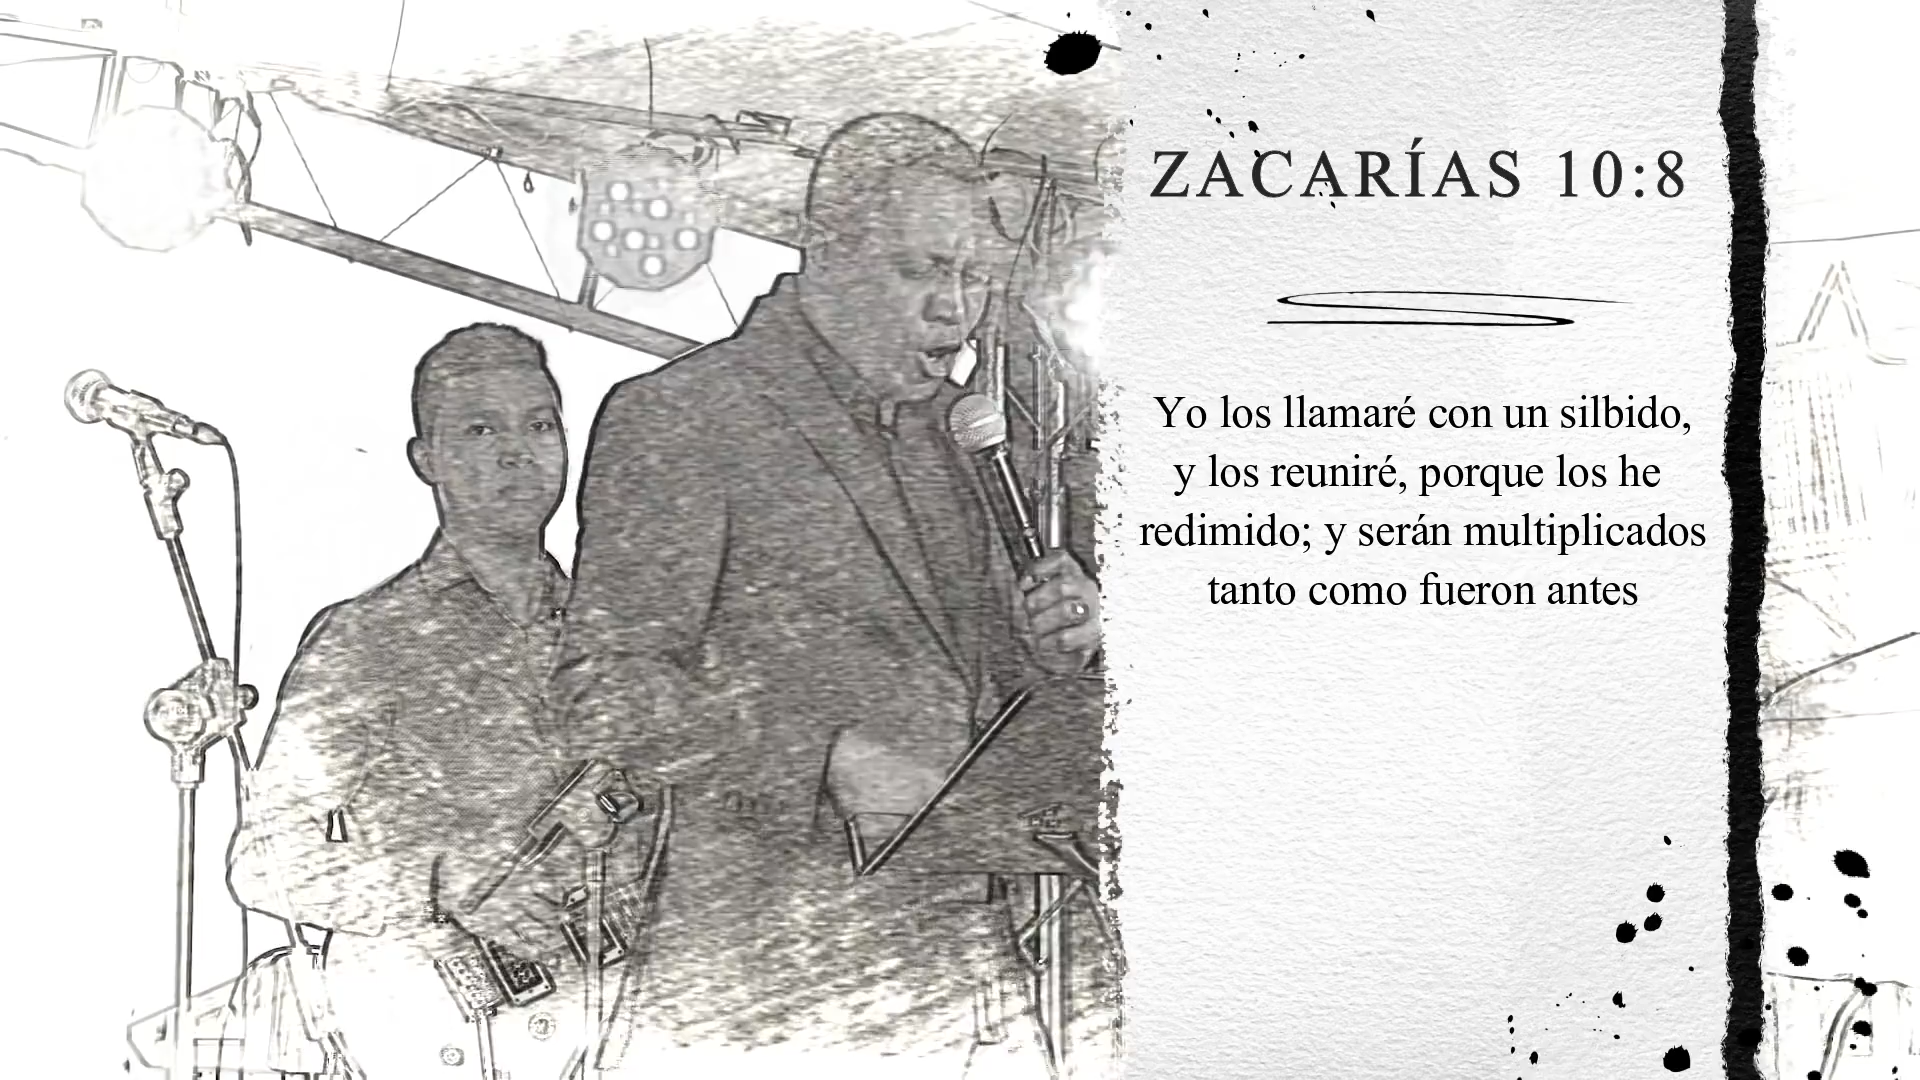 ZACARÍAS 10:8
Yo los llamaré con un silbido,
y los reuniré, porque los he
redimido; y serán multiplicados
tanto como fueron antes